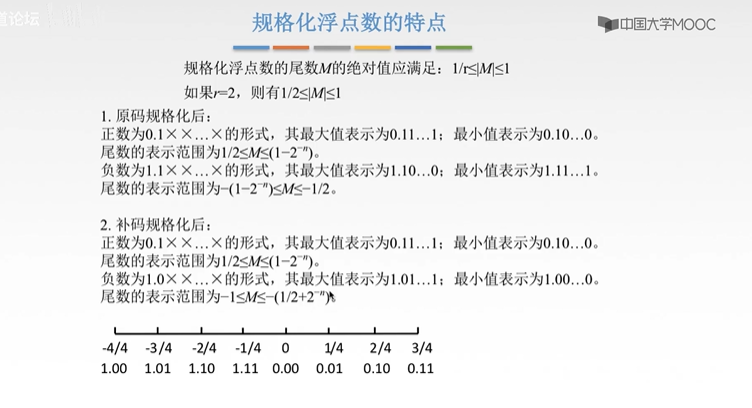 道论坛
规格化浮点数的特点
中国大学MOOC
规格化浮点数的尾数M的绝对值应满足：1/r≤|M|≤1
如果r=2，则有1/2≤|M|≤1
1. 原码规格化后：
正数为0.1××…×的形式，其最大值表示为0.11…1；最小值表示为0.10…0。
尾数的表示范围为1/2≤M≤(1−2⁻ⁿ)。
负数为1.1××…×的形式，其最大值表示为1.10…0；最小值表示为1.11…1。
尾数的表示范围为−(1−2⁻ⁿ)≤M≤−1/2。
2. 补码规格化后：
正数为0.1××…×的形式，其最大值表示为0.11…1；最小值表示为0.10…0。
尾数的表示范围为1/2≤M≤(1−2⁻ⁿ)。
负数为1.0××…×的形式，其最大值表示为1.01…1；最小值表示为1.00…0。
尾数的表示范围为−1≤M≤−(1/2+2⁻ⁿ)。
-4/4 -3/4 -2/4 -1/4 0 1/4 2/4 3/4
1.00 1.01 1.10 1.11 0.00 0.01 0.10 0.11